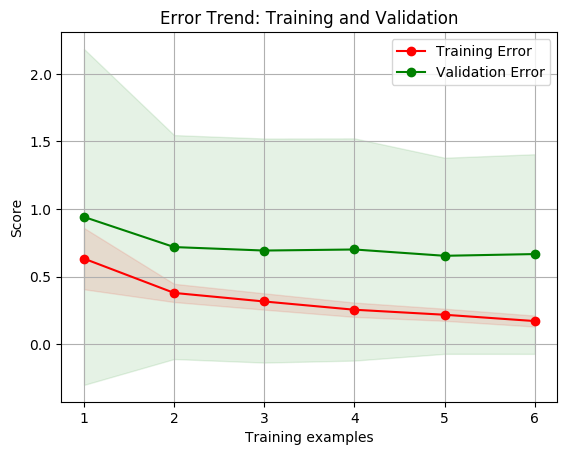 Error Trend: Training and Validation
Training Error
Validation Error
2.0
1.5
1.0
0.5
0.0
Score
1 2 3 4 5 6
Training examples